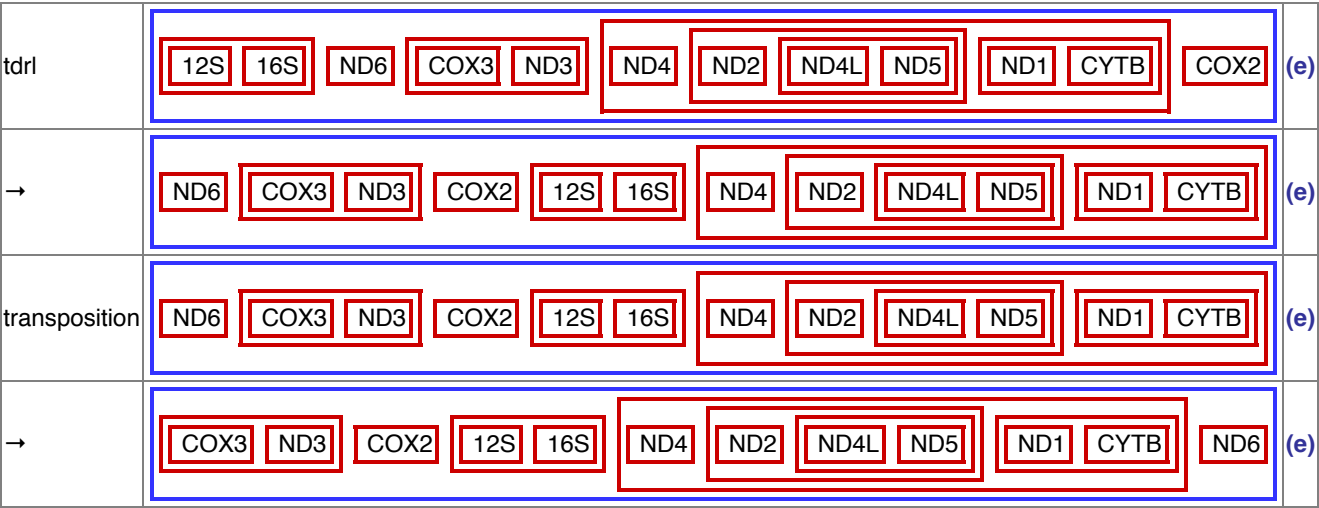 tdrl 12S 16S ND6 COX3 ND3 ND4 ND2 ND4L ND5 ND1 CYTB COX2 (e)
→ ND6 COX3 ND3 COX2 12S 16S ND4 ND2 ND4L ND5 ND1 CYTB (e)
transposition ND6 COX3 ND3 COX2 12S 16S ND4 ND2 ND4L ND5 ND1 CYTB (e)
→ COX3 ND3 COX2 12S 16S ND4 ND2 ND4L ND5 ND1 CYTB ND6 (e)